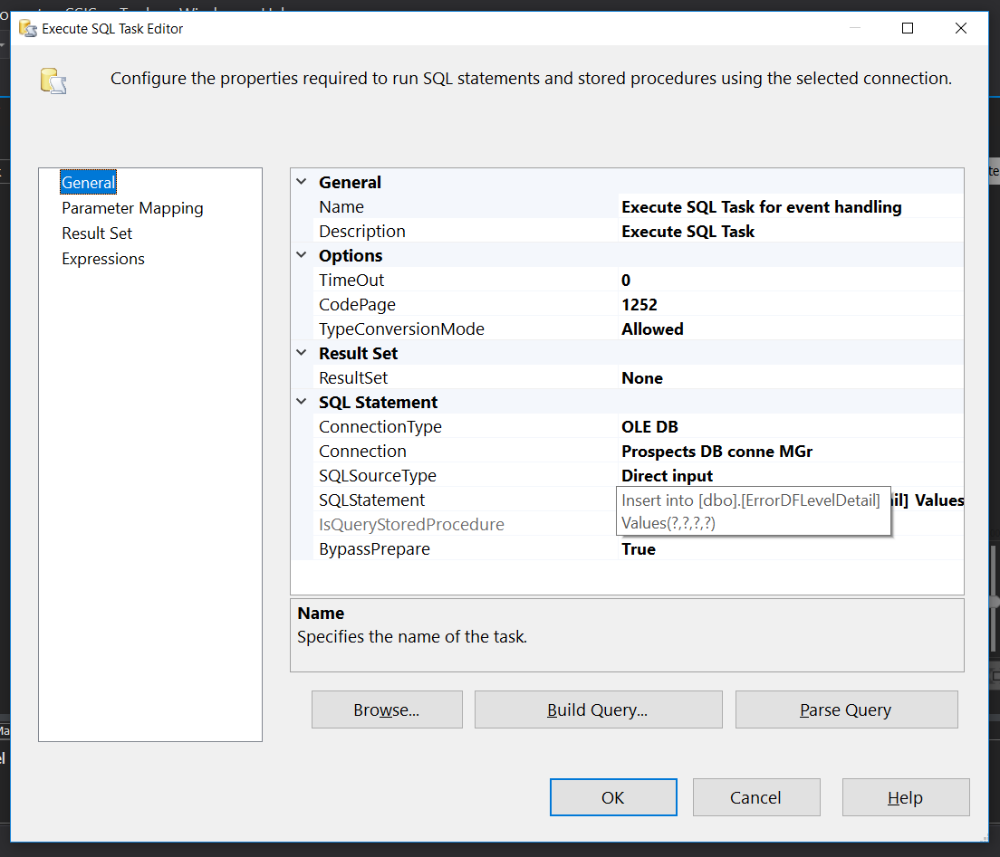 Execute SQL Task Editor
Configure the properties required to run SQL statements and stored procedures using the selected connection.
General
Parameter Mapping
Result Set
Expressions
General
Name Execute SQL Task for event handling
Description Execute SQL Task
Options
TimeOut 0
CodePage 1252
TypeConversionMode Allowed
Result Set
ResultSet None
SQL Statement
ConnectionType OLE DB
Connection Prospects DB conne MGr
SQLSourceType Direct input
SQLStatement Insert into [dbo].[ErrorDFLevelDetail] il] Values
Values(?,?,?,?)
IsQueryStoredProcedure
BypassPrepare True
Name
Specifies the name of the task.
Browse... Build Query... Parse Query
OK Cancel Help